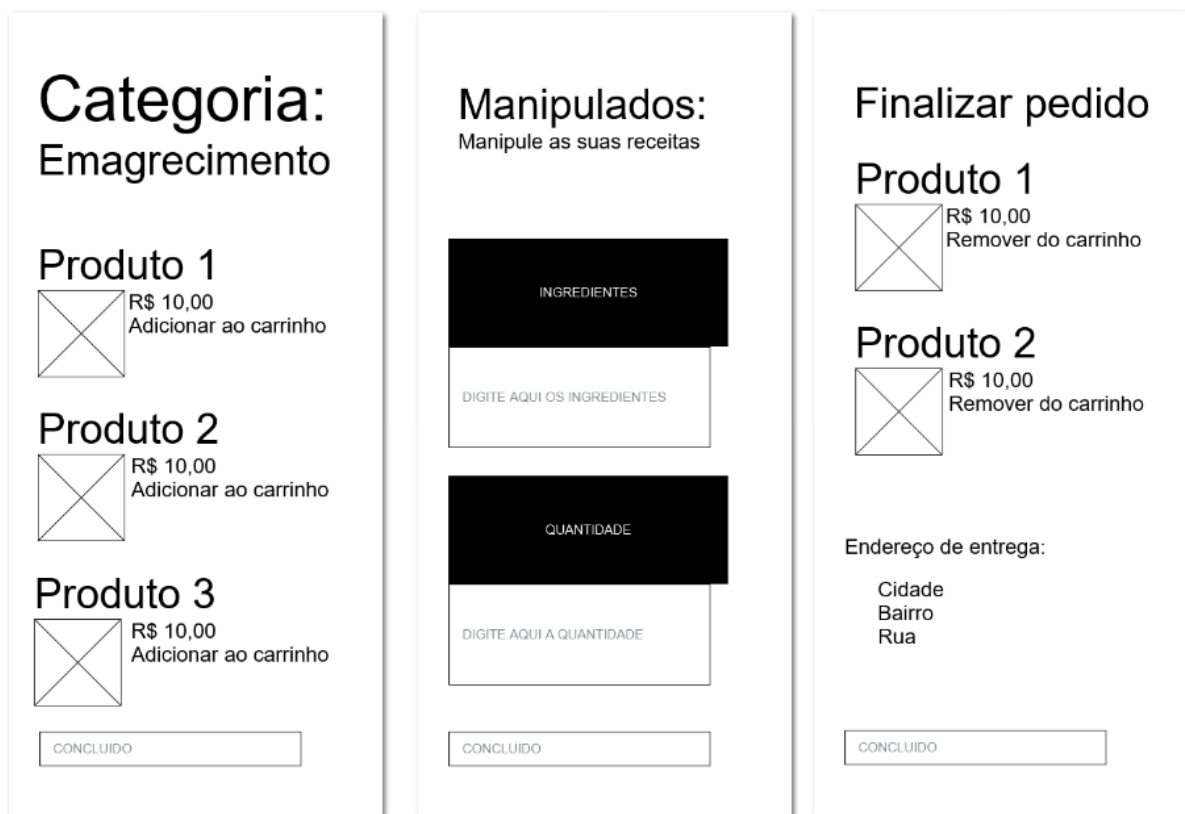 Categoria:
Emagrecimento
Produto 1
R$ 10,00
Adicionar ao carrinho
Produto 2
R$ 10,00
Adicionar ao carrinho
Produto 3
R$ 10,00
Adicionar ao carrinho
CONCLUIDO
Manipulados:
Manipule as suas receitas
INGREDIENTES
DIGITE AQUI OS INGREDIENTES
QUANTIDADE
DIGITE AQUI A QUANTIDADE
CONCLUIDO
Finalizar pedido
Produto 1
R$ 10,00
Remover do carrinho
Produto 2
R$ 10,00
Remover do carrinho
Endereço de entrega:
Cidade
Bairro
Rua
CONCLUIDO